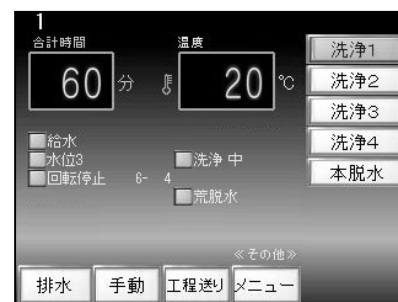 1
合計時間 温度
60 分 20 ℃
洗浄1
洗浄2
洗浄3
洗浄4
本脱水
給水
水位3 洗浄 中
回転停止 6- 4
荒脱水
≪その他≫
排水 手動 工程送り メニュー